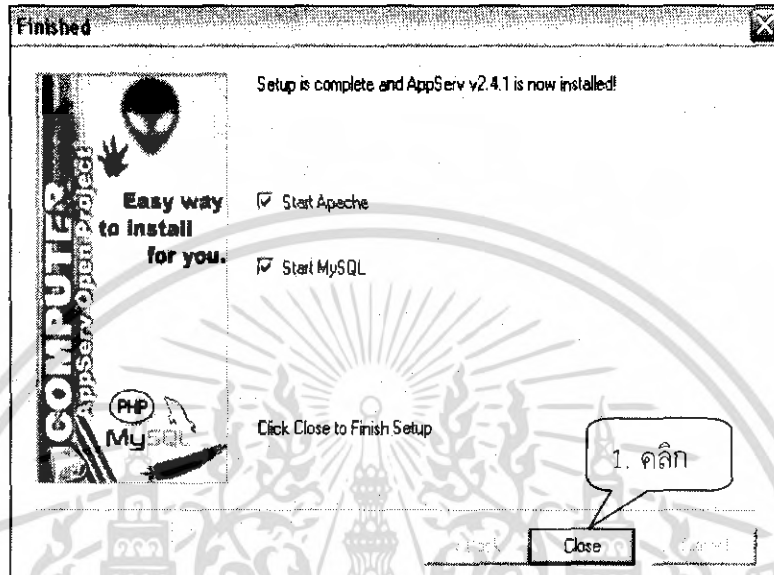 Finished
Setup is complete and AppServ v2.4.1 is now installed!
COMPUTER
AppServ Open Project
Easy way
to install
for you.
Start Apache
Start MySQL
PHP
MySQL
Click Close to Finish Setup
1. คลิก
Close